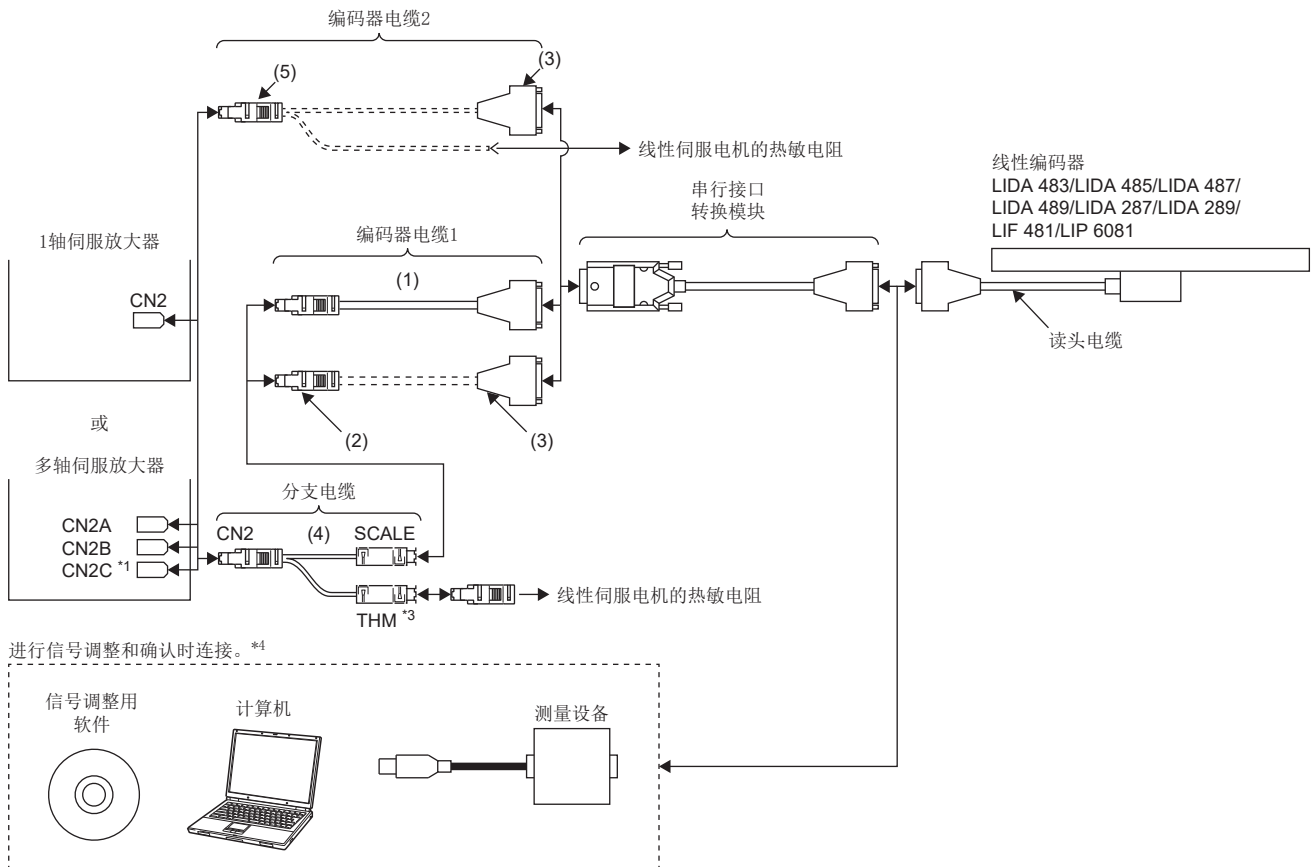 编码器电缆2
(5)
(3)
线性伺服电机的热敏电阻
线性编码器
LIDA 483/LIDA 485/LIDA 487/
LIDA 489/LIDA 287/LIDA 289/
LIF 481/LIP 6081
串行接口
转换模块
1轴伺服放大器
编码器电缆1
(1)
CN2
读头电缆
(2)
(3)
或
多轴伺服放大器
分支电缆
CN2A
CN2B
CN2C *1
CN2
(4)
SCALE
THM *3
线性伺服电机的热敏电阻
进行信号调整和确认时连接。*4
信号调整用
软件
计算机
测量设备